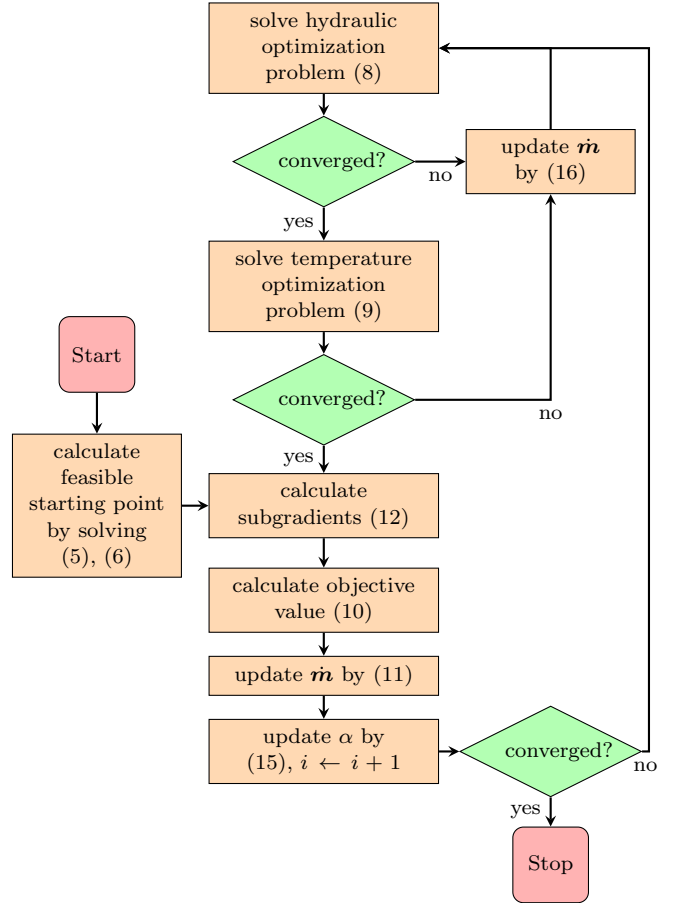 solve hydraulic
optimization
problem (8)
converged?
no
update ṁ
by (16)
yes
solve temperature
optimization
problem (9)
Start
converged?
no
yes
calculate
feasible
starting point
by solving
(5), (6)
calculate
subgradients (12)
calculate objective
value (10)
update ṁ by (11)
update α by
(15), i ← i + 1
converged?
no
yes
Stop